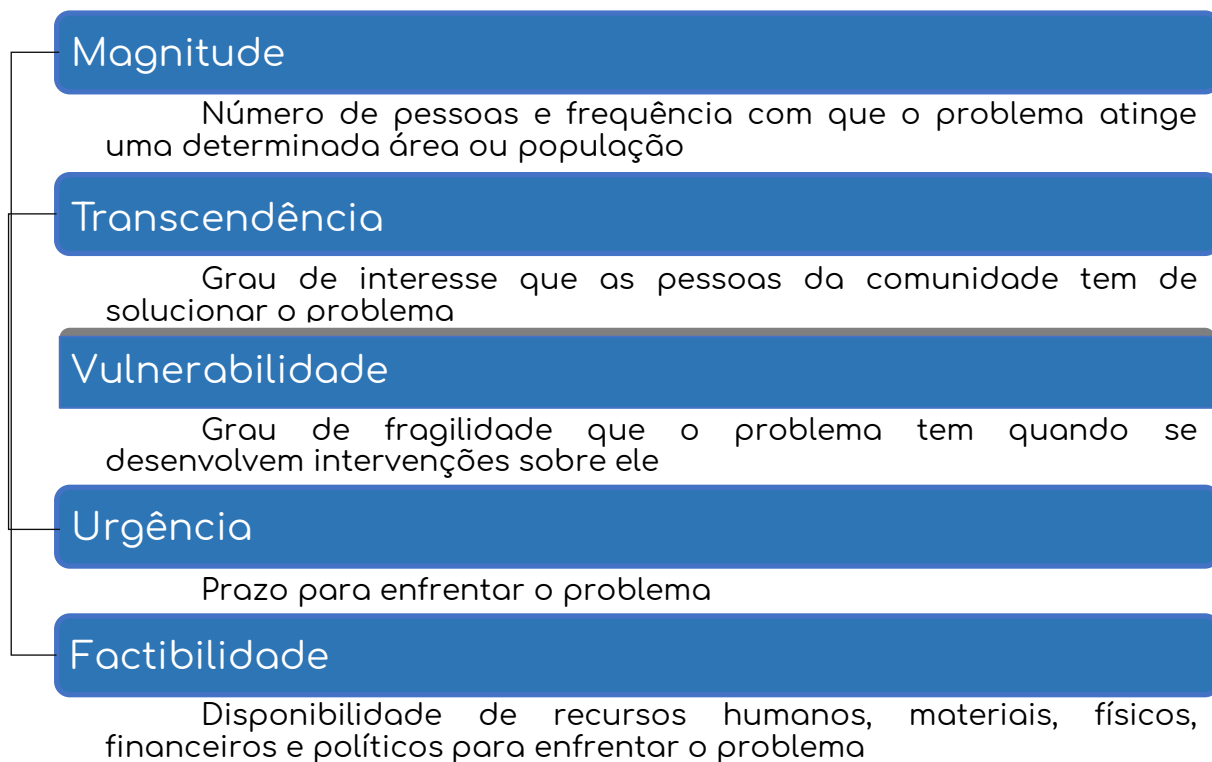 Magnitude
Número de pessoas e frequência com que o problema atinge
uma determinada área ou população
Transcendência
Grau de interesse que as pessoas da comunidade tem de
solucionar o problema
Vulnerabilidade
Grau de fragilidade que o problema tem quando se
desenvolvem intervenções sobre ele
Urgência
Prazo para enfrentar o problema
Factibilidade
Disponibilidade de recursos humanos, materiais, físicos,
financeiros e políticos para enfrentar o problema